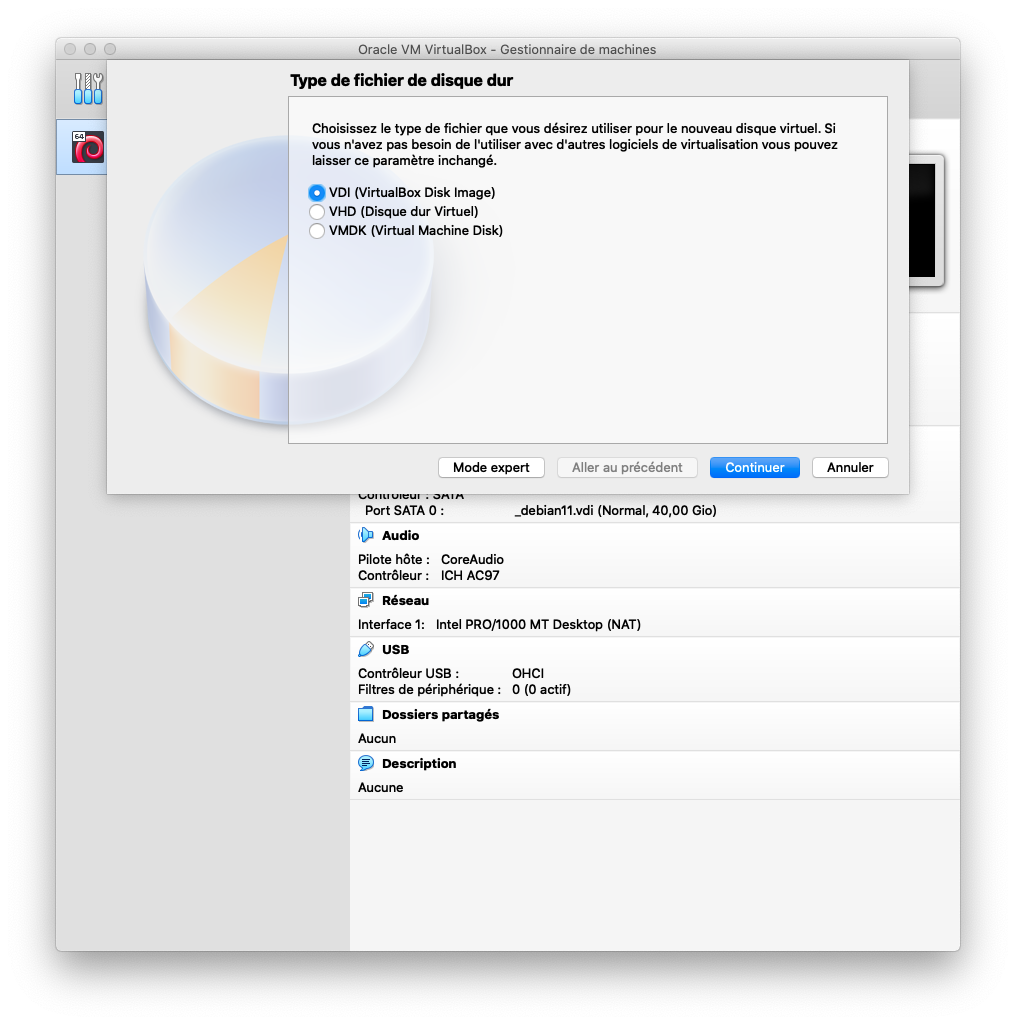 Oracle VM VirtualBox - Gestionnaire de machines
64
Type de fichier de disque dur
Choisissez le type de fichier que vous désirez utiliser pour le nouveau disque virtuel. Si
vous n'avez pas besoin de l'utiliser avec d'autres logiciels de virtualisation vous pouvez
laisser ce paramètre inchangé.
VDI (VirtualBox Disk Image)
VHD (Disque dur Virtuel)
VMDK (Virtual Machine Disk)
Mode expert
Aller au précédent
Continuer
Annuler
Contrôleur : SATA
Port SATA 0 : _debian11.vdi (Normal, 40,00 Gio)
Audio
Pilote hôte : CoreAudio
Contrôleur : ICH AC97
Réseau
Interface 1: Intel PRO/1000 MT Desktop (NAT)
USB
Contrôleur USB : OHCI
Filtres de périphérique : 0 (0 actif)
Dossiers partagés
Aucun
Description
Aucune